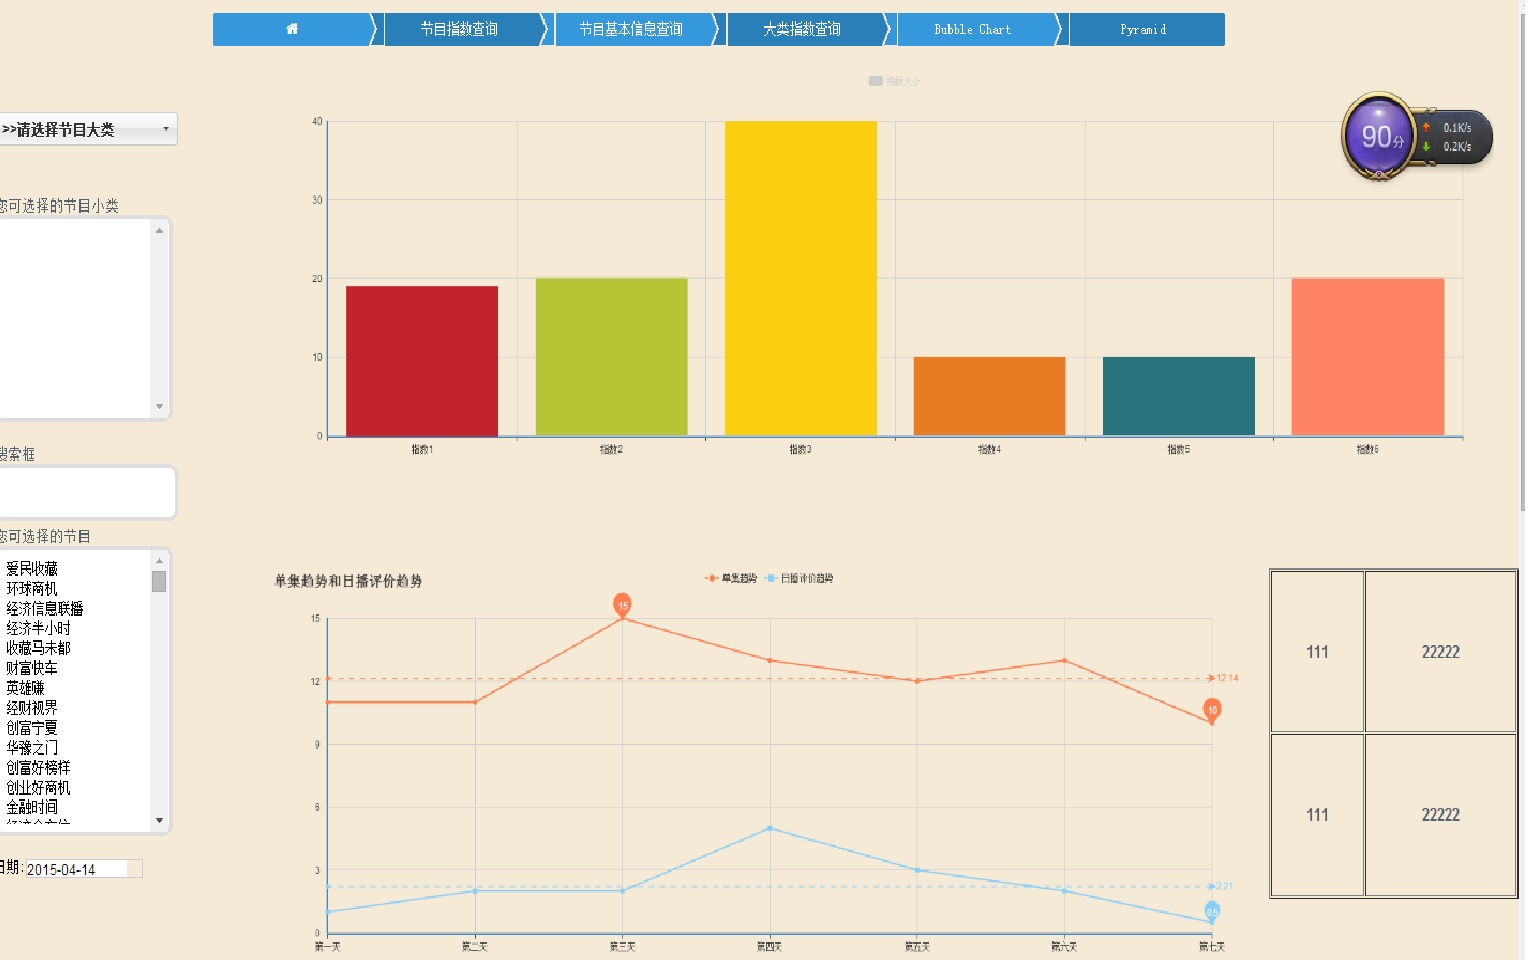 节目指数查询
节目基本信息查询
大类指数查询
Bubble Chart
Pyramid
指数大小
>>请选择节目大类
您可选择的节目小类
搜索框
您可选择的节目
爱民收藏
环球商机
经济信息联播
经济半小时
收藏马未都
财富快车
英雄赚
经财视界
创富宁夏
华豫之门
创富好榜样
创业好商机
金融时间
日期:
2015-04-14
40
30
20
10
0
指数1
指数2
指数3
指数4
指数5
指数6
90分
0.1K/s
0.2K/s
单集趋势和日播评价趋势
单集趋势
日播评价趋势
15
12
9
6
3
0
15
12.14
10
2.21
0.5
第一天
第二天
第三天
第四天
第五天
第六天
第七天
111
22222
111
22222